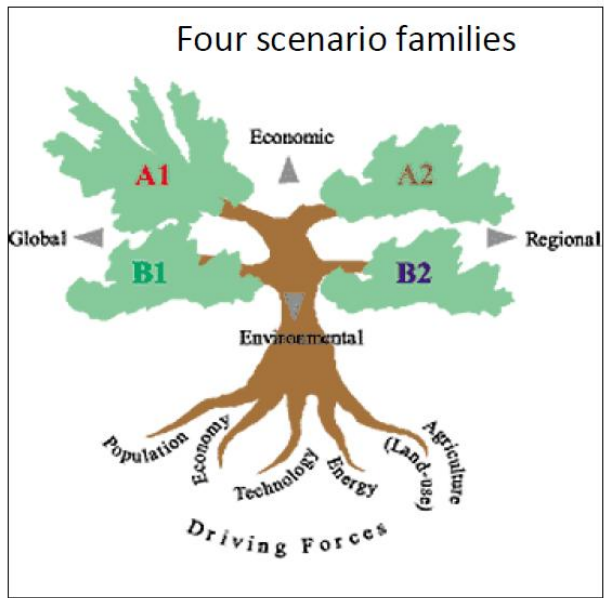 Four scenario families
Economic
A1
A2
Global
Regional
B1
B2
Environmental
Population
Economy
Technology
Energy
Agriculture
(Land-use)
Driving Forces